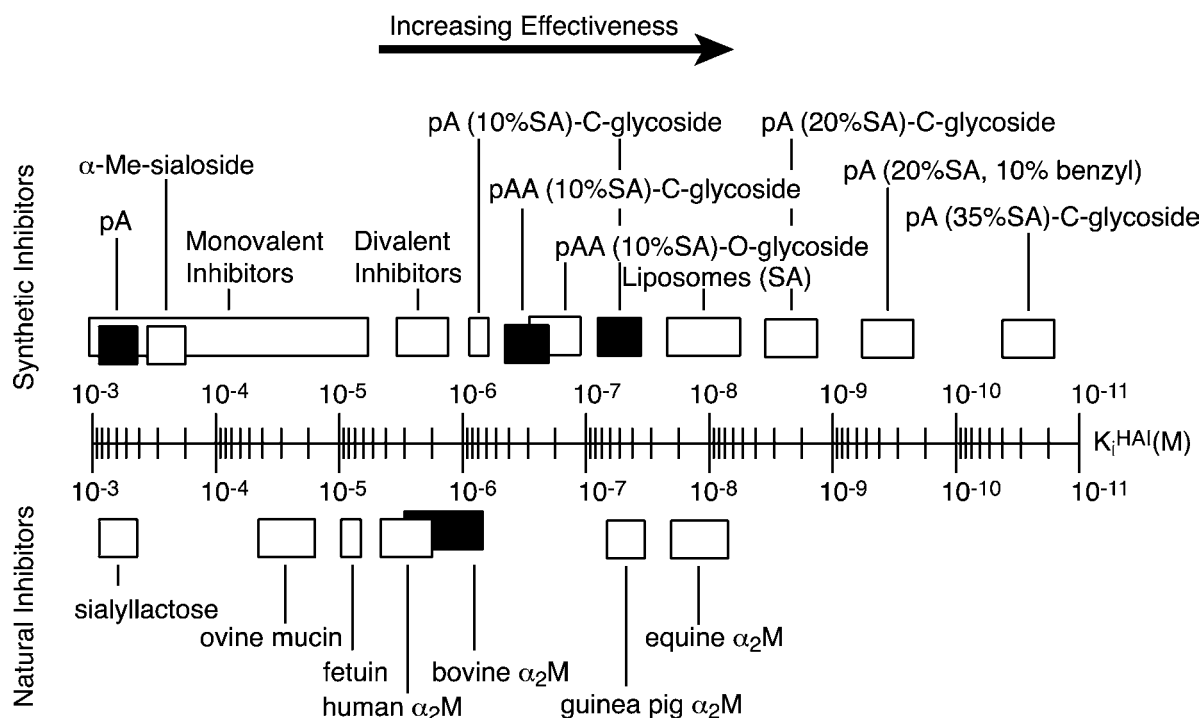 Increasing Effectiveness
Synthetic Inhibitors
pA (10%SA)-C-glycoside
pA (20%SA)-C-glycoside
α-Me-sialoside
pA (20%SA, 10% benzyl)
pAA (10%SA)-C-glycoside
pA (35%SA)-C-glycoside
pA
Monovalent
Inhibitors
Divalent
Inhibitors
pAA (10%SA)-O-glycoside
Liposomes (SA)
10⁻³ 10⁻⁴ 10⁻⁵ 10⁻⁶ 10⁻⁷ 10⁻⁸ 10⁻⁹ 10⁻¹⁰ 10⁻¹¹
Kᵢᴴᴬᴵ(M)
10⁻³ 10⁻⁴ 10⁻⁵ 10⁻⁶ 10⁻⁷ 10⁻⁸ 10⁻⁹ 10⁻¹⁰ 10⁻¹¹
Natural Inhibitors
sialyllactose
ovine mucin
equine α₂M
fetuin
bovine α₂M
human α₂M
guinea pig α₂M